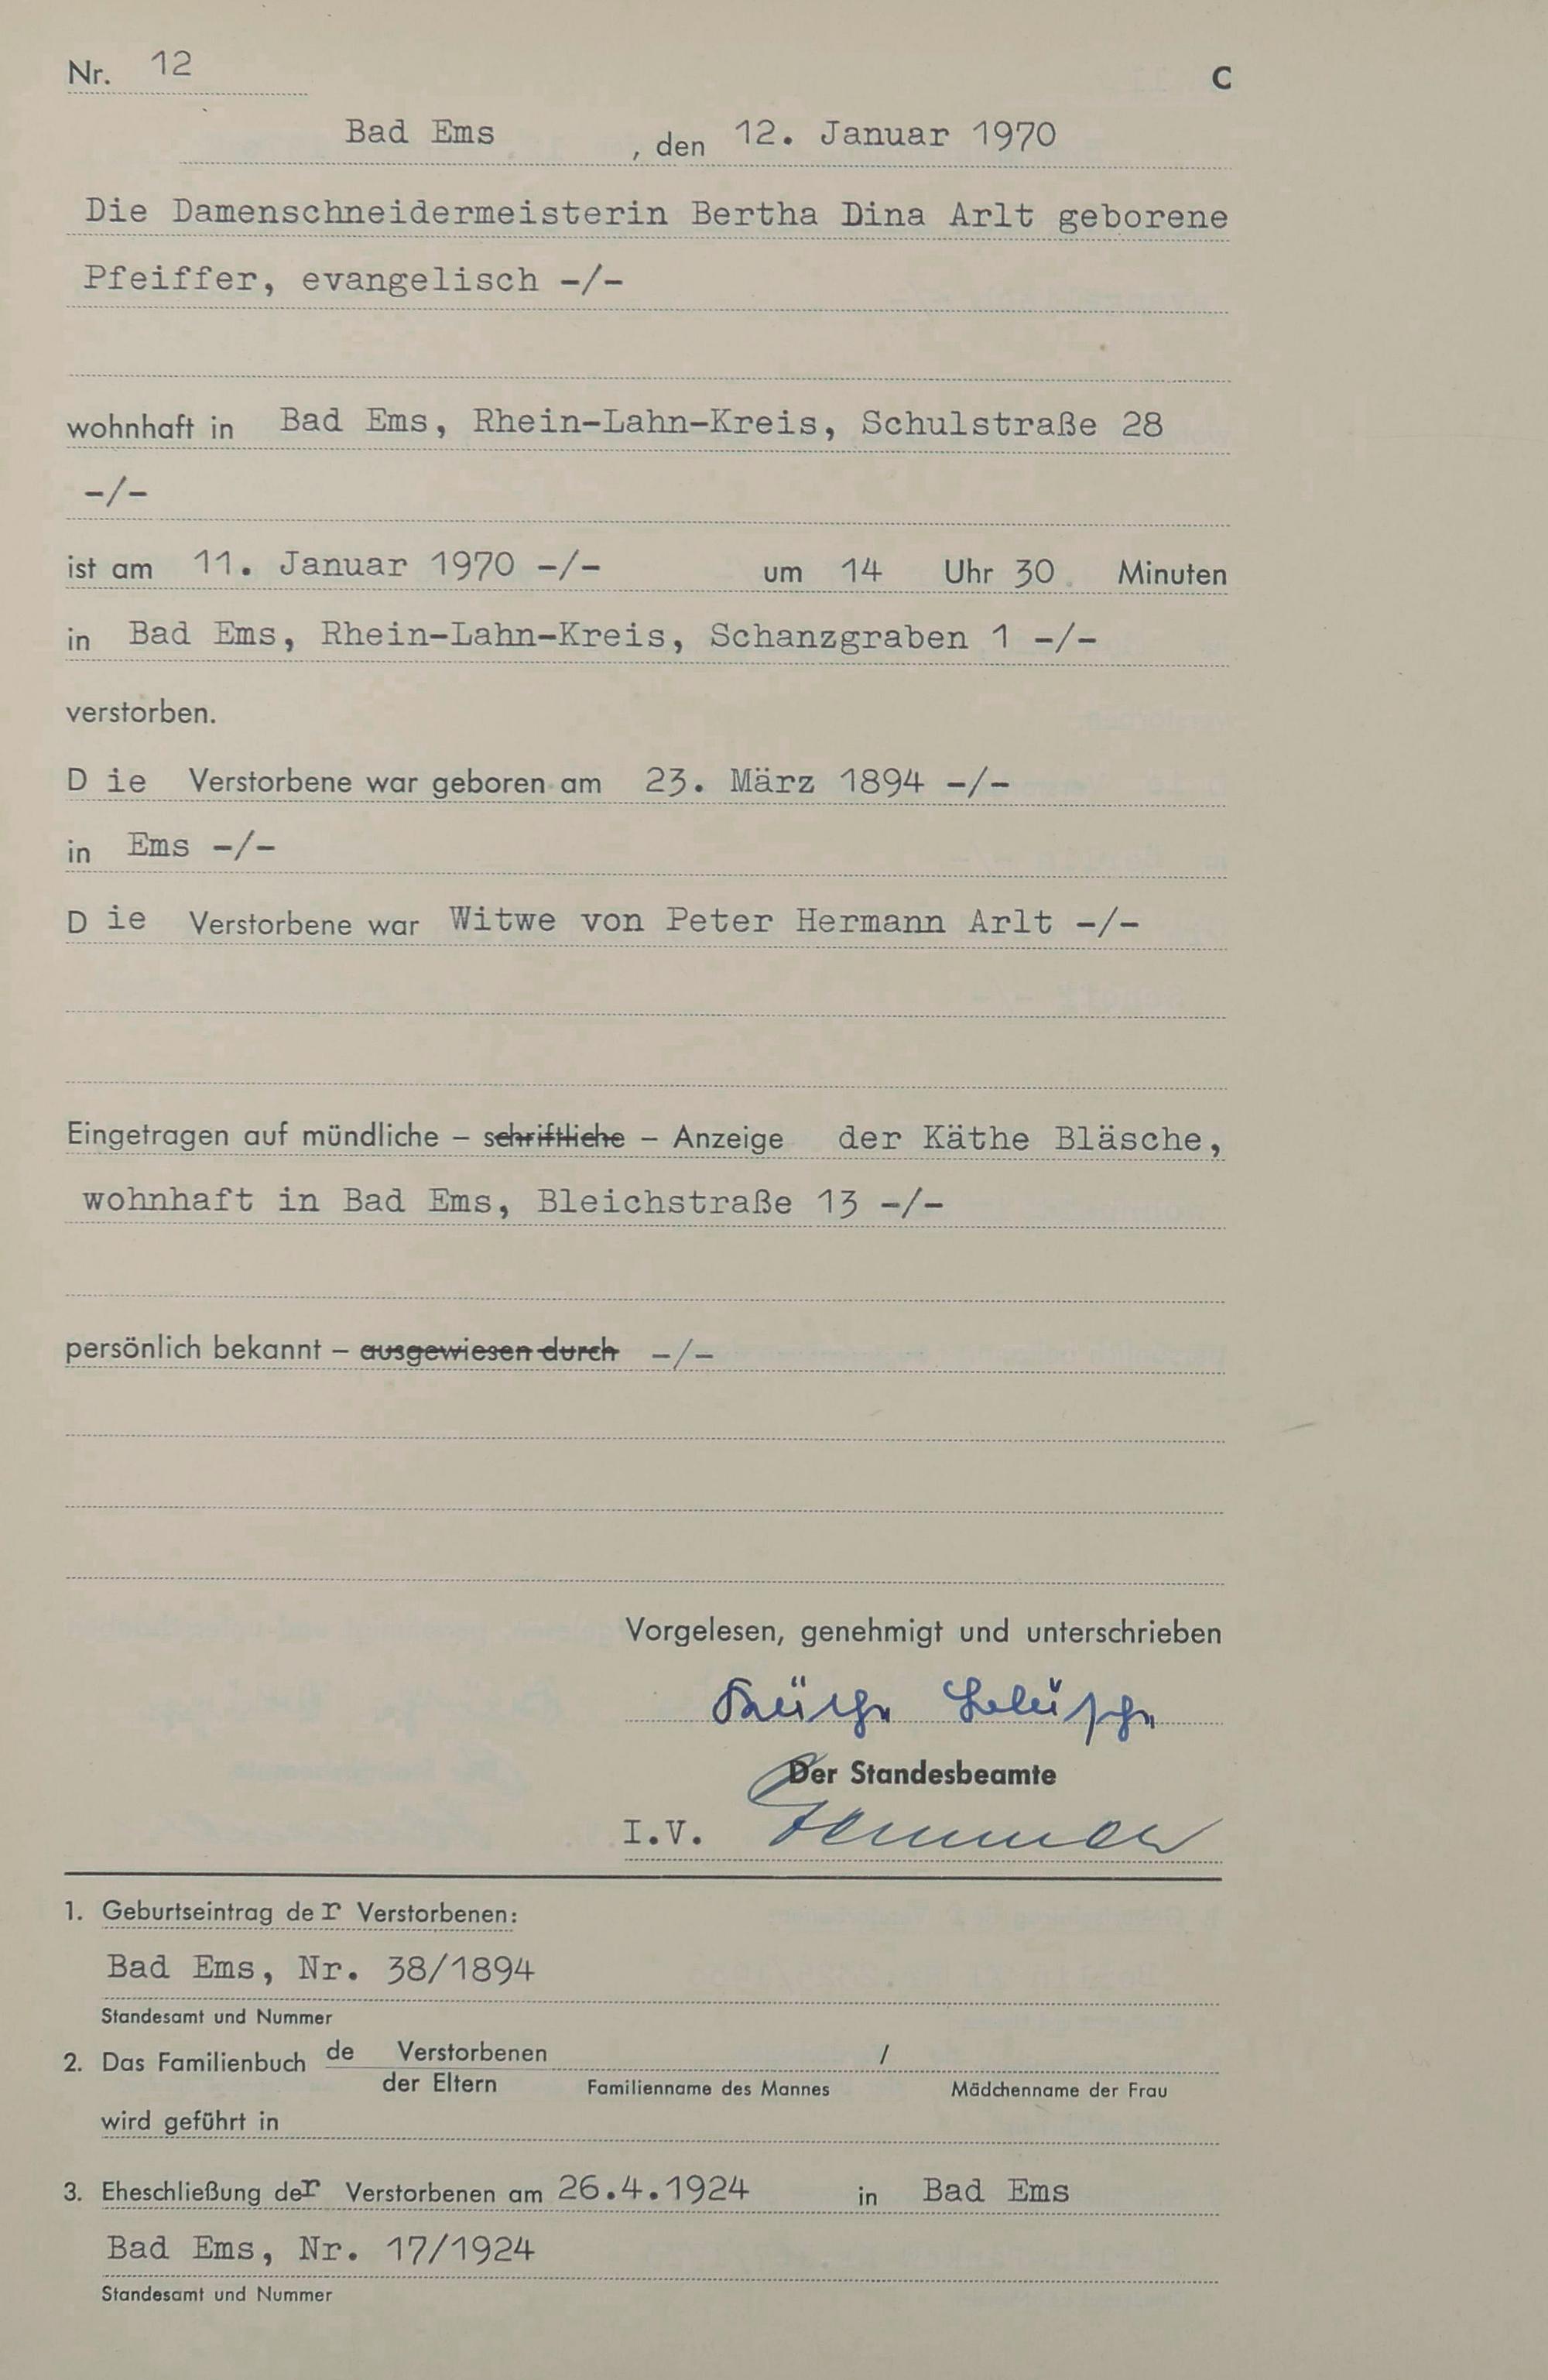 Nr. 12
C
Bad Ems , den 12. Januar 1970
Die Damenschneidermeisterin Bertha Dina Arlt geborene
Pfeiffer, evangelisch -/-
wohnhaft in Bad Ems, Rhein-Lahn-Kreis, Schulstraße 28
-/-
ist am 11. Januar 1970 -/- um 14 Uhr 30 Minuten
in Bad Ems, Rhein-Lahn-Kreis, Schanzgraben 1 -/-
verstorben.
D ie Verstorbene war geboren am 23. März 1894 -/-
in Ems -/-
D ie Verstorbene war Witwe von Peter Hermann Arlt -/-
Eingetragen auf mündliche – schriftliche – Anzeige der Käthe Bläsche,
wohnhaft in Bad Ems, Bleichstraße 13 -/-
persönlich bekannt – ausgewiesen durch -/-
Vorgelesen, genehmigt und unterschrieben
Käthe Bläsche
Der Standesbeamte
I.V.
1. Geburtseintrag der Verstorbenen:
Bad Ems, Nr. 38/1894
Standesamt und Nummer
2. Das Familienbuch de Verstorbenen /
der Eltern Familienname des Mannes Mädchenname der Frau
wird geführt in
3. Eheschließung der Verstorbenen am 26.4.1924 in Bad Ems
Bad Ems, Nr. 17/1924
Standesamt und Nummer